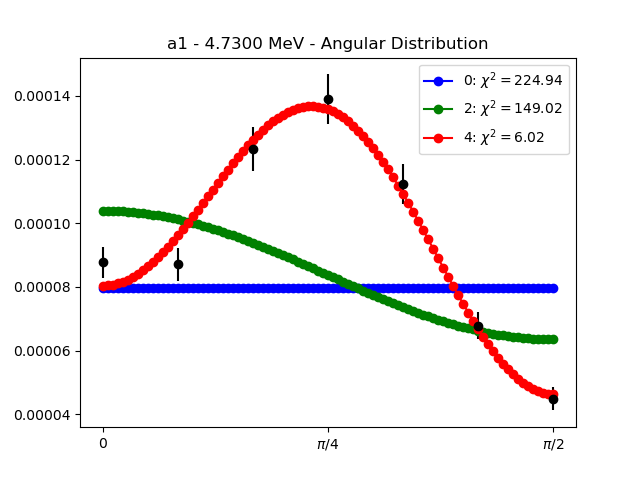 a1 - 4.7300 MeV - Angular Distribution
0: χ² = 224.94
2: χ² = 149.02
4: χ² = 6.02
0.00014
0.00012
0.00010
0.00008
0.00006
0.00004
0
π/4
π/2